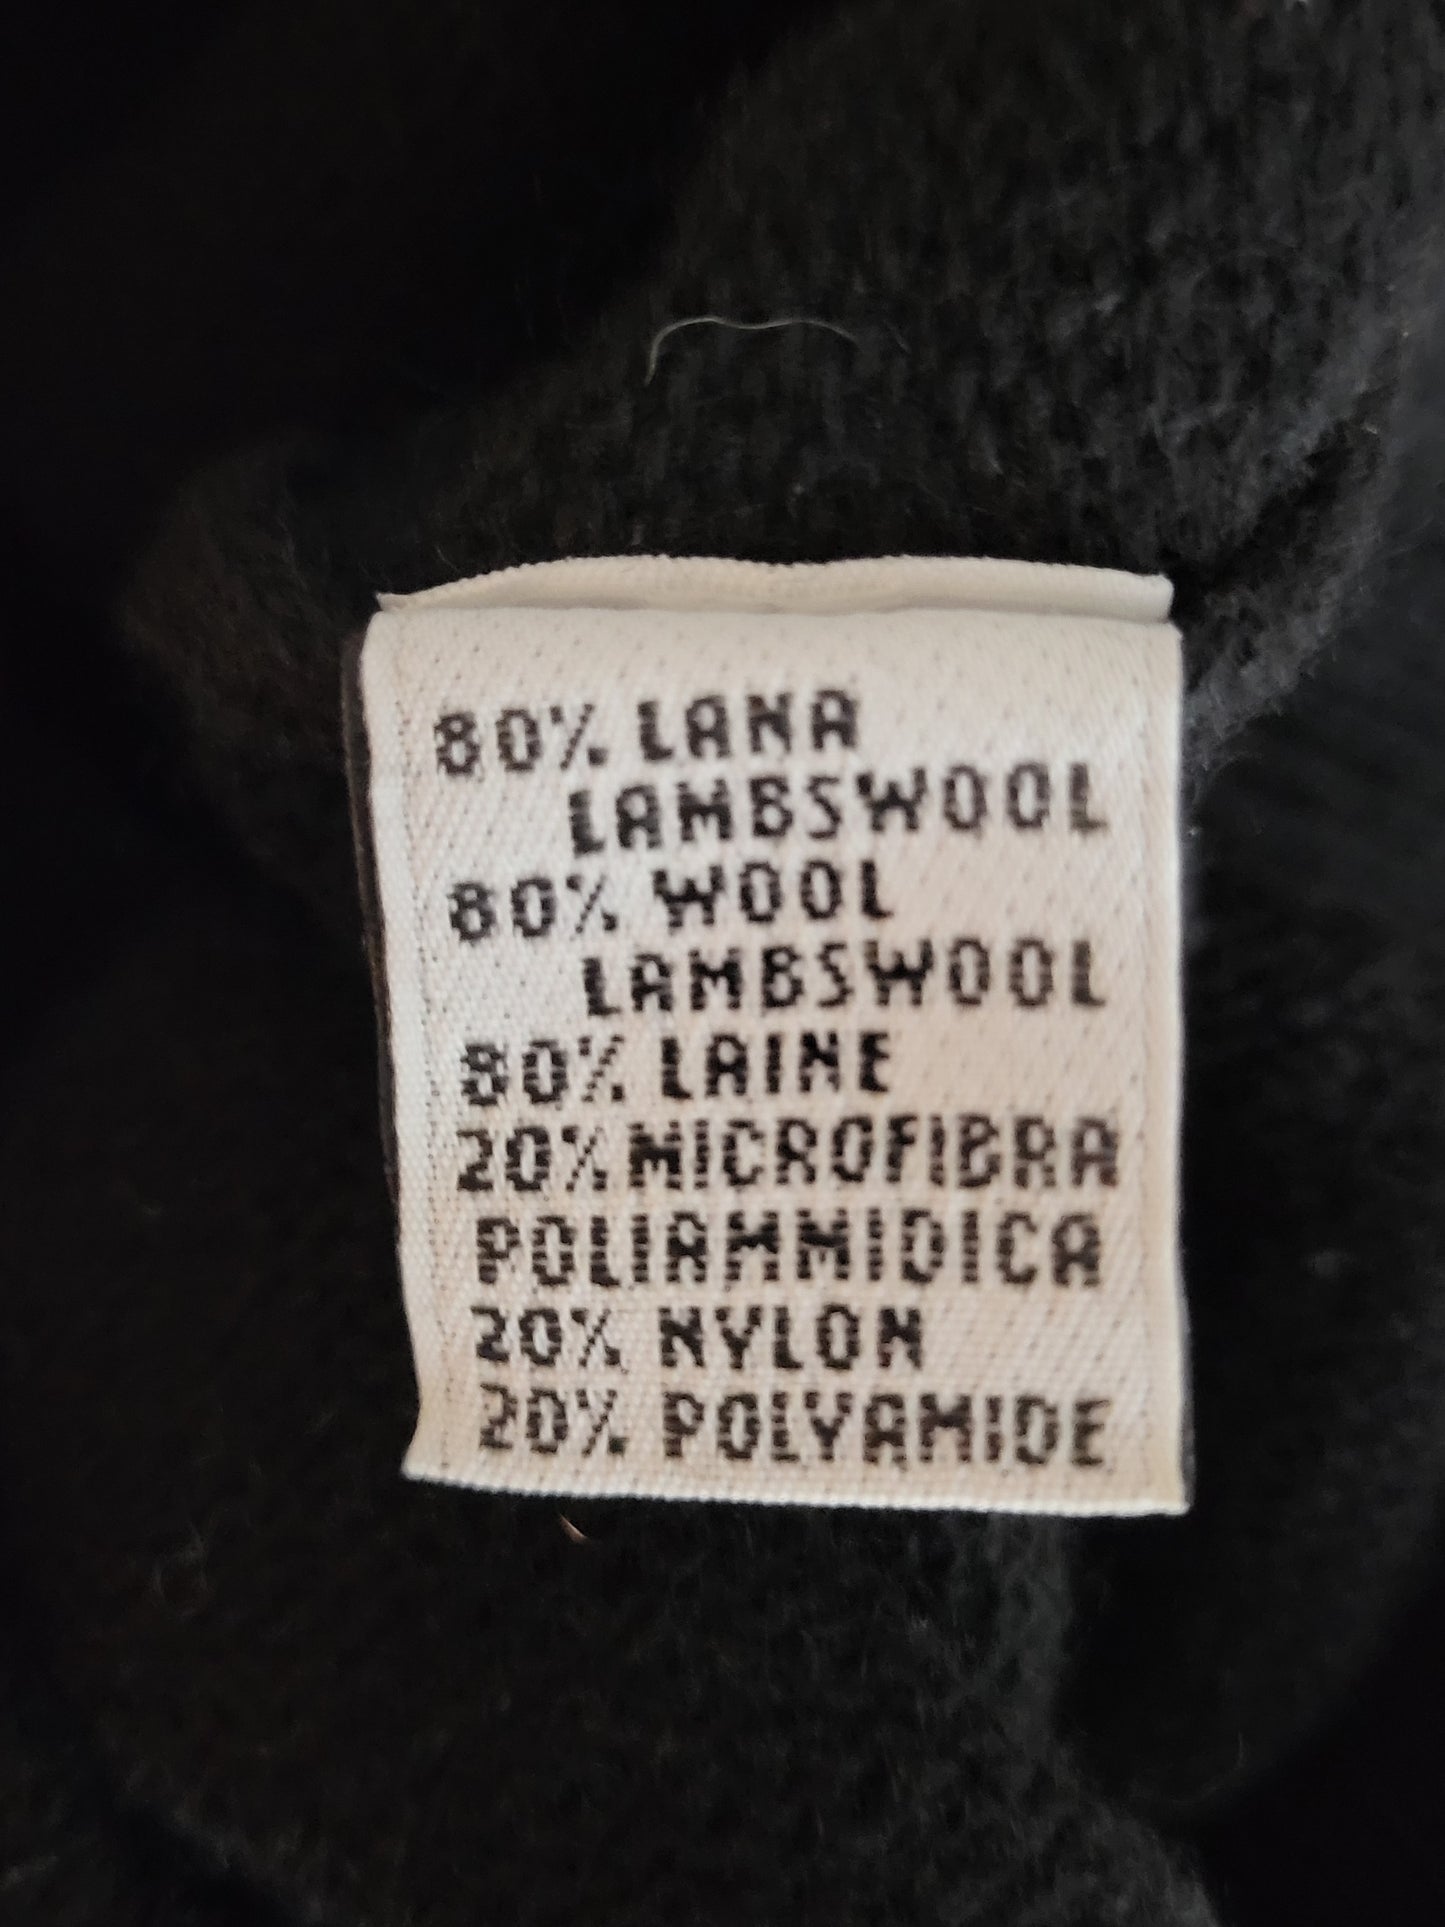 80% LANA
LAMBSWOOL
80% WOOL
LAMBSWOOL
80% LAINE
20% MICROFIBRA
POLIAMMIDICA
20% NYLON
20% POLYAMIDE